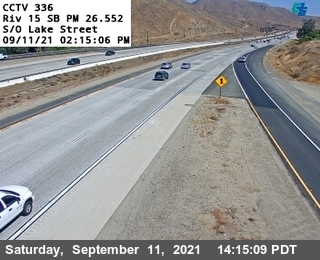 CCTV 336
Riv 15 SB PM 26.552
S/O Lake Street
09/11/21 02:15:06 PM
Saturday, September 11, 2021 14:15:09 PDT